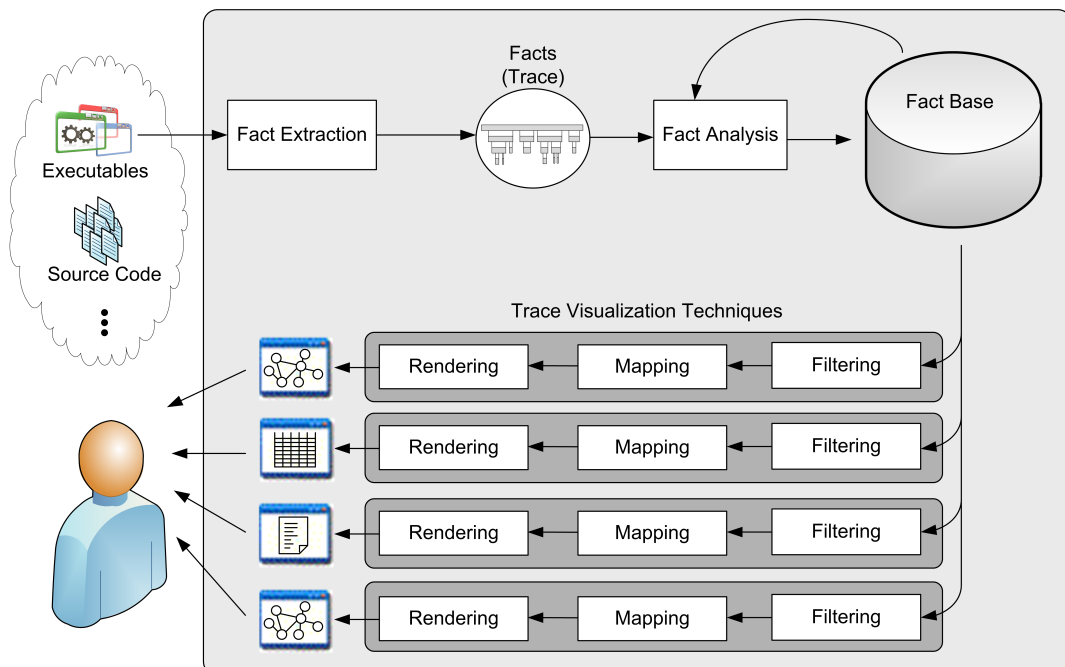 Facts
(Trace)
Fact Base
Fact Extraction
Fact Analysis
Executables
Source Code
Trace Visualization Techniques
Rendering Mapping Filtering
Rendering Mapping Filtering
Rendering Mapping Filtering
Rendering Mapping Filtering